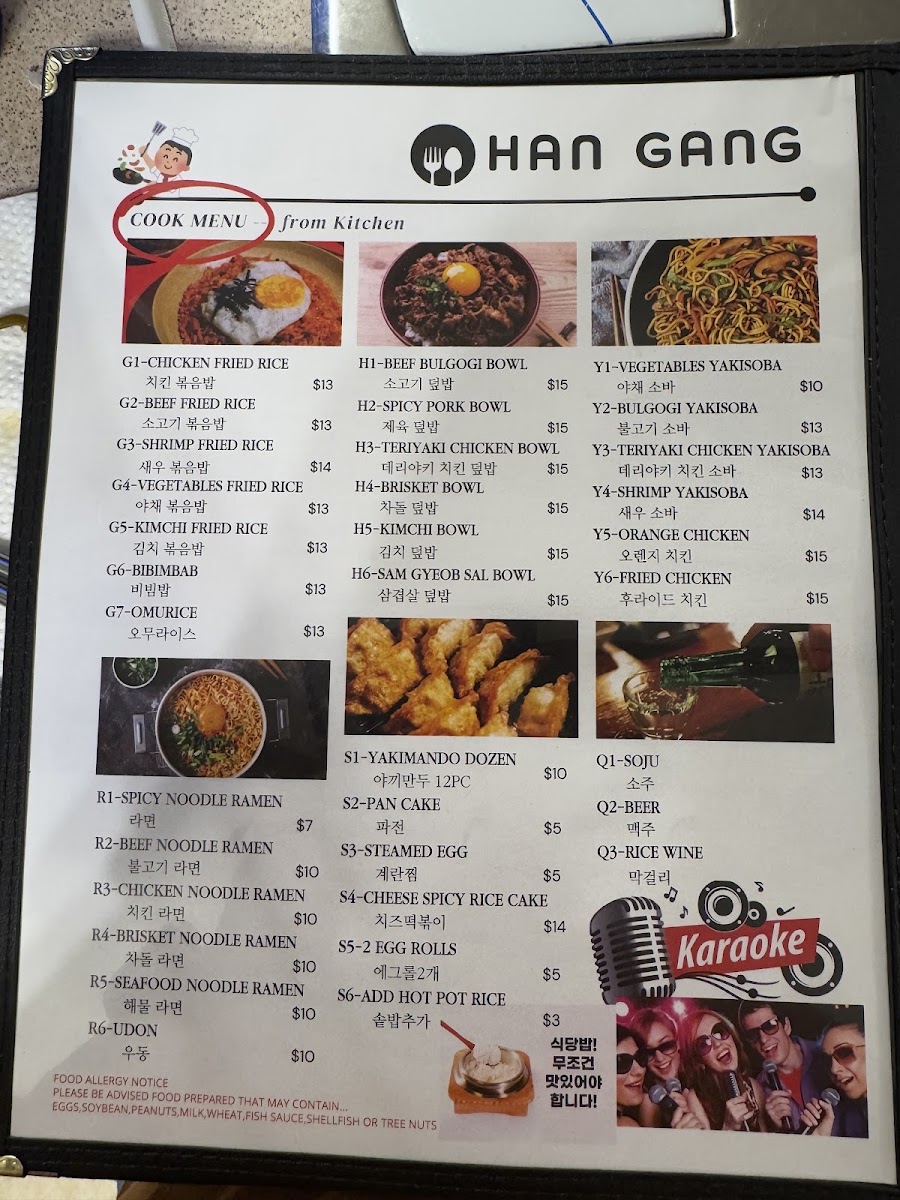 HAN GANG
COOK MENU -- from Kitchen
G1-CHICKEN FRIED RICE
치킨 볶음밥 $13
G2-BEEF FRIED RICE
소고기 볶음밥 $13
G3-SHRIMP FRIED RICE
새우 볶음밥 $14
G4-VEGETABLES FRIED RICE
야채 볶음밥 $13
G5-KIMCHI FRIED RICE
김치 볶음밥 $13
G6-BIBIMBAB
비빔밥 $13
G7-OMURICE
오무라이스 $13
H1-BEEF BULGOGI BOWL
소고기 덮밥 $15
H2-SPICY PORK BOWL
제육 덮밥 $15
H3-TERIYAKI CHICKEN BOWL
데리야키 치킨 덮밥 $15
H4-BRISKET BOWL
차돌 덮밥 $15
H5-KIMCHI BOWL
김치 덮밥 $15
H6-SAM GYEOB SAL BOWL
삼겹살 덮밥 $15
Y1-VEGETABLES YAKISOBA
야채 소바 $10
Y2-BULGOGI YAKISOBA
불고기 소바 $13
Y3-TERIYAKI CHICKEN YAKISOBA
데리야키 치킨 소바 $13
Y4-SHRIMP YAKISOBA
새우 소바 $14
Y5-ORANGE CHICKEN
오렌지 치킨 $15
Y6-FRIED CHICKEN
후라이드 치킨 $15
R1-SPICY NOODLE RAMEN
라면 $7
R2-BEEF NOODLE RAMEN
불고기 라면 $10
R3-CHICKEN NOODLE RAMEN
치킨 라면 $10
R4-BRISKET NOODLE RAMEN
차돌 라면 $10
R5-SEAFOOD NOODLE RAMEN
해물 라면 $10
R6-UDON
우동 $10
S1-YAKIMANDO DOZEN
야끼만두 12PC $10
S2-PAN CAKE
파전 $5
S3-STEAMED EGG
계란찜 $5
S4-CHEESE SPICY RICE CAKE
치즈떡볶이 $14
S5-2 EGG ROLLS
에그롤2개 $5
S6-ADD HOT POT RICE
솥밥추가 $3
Q1-SOJU
소주
Q2-BEER
맥주
Q3-RICE WINE
막걸리
Karaoke
식당밥!
무조건
맛있어야
합니다!
FOOD ALLERGY NOTICE
PLEASE BE ADVISED FOOD PREPARED THAT MAY CONTAIN...
EGGS,SOYBEAN,PEANUTS,MILK,WHEAT,FISH SAUCE,SHELLFISH OR TREE NUTS